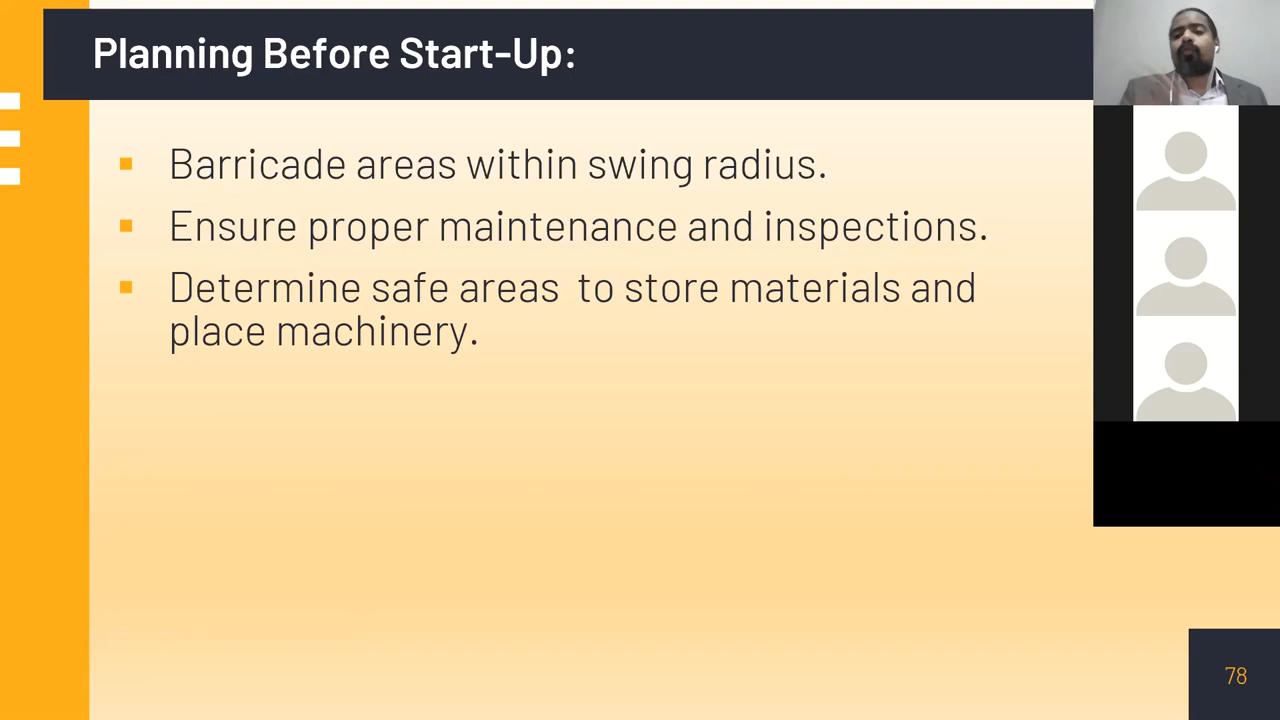 Planning Before Start-Up:
Barricade areas within swing radius.
Ensure proper maintenance and inspections.
Determine safe areas  to store materials and
place machinery.
78